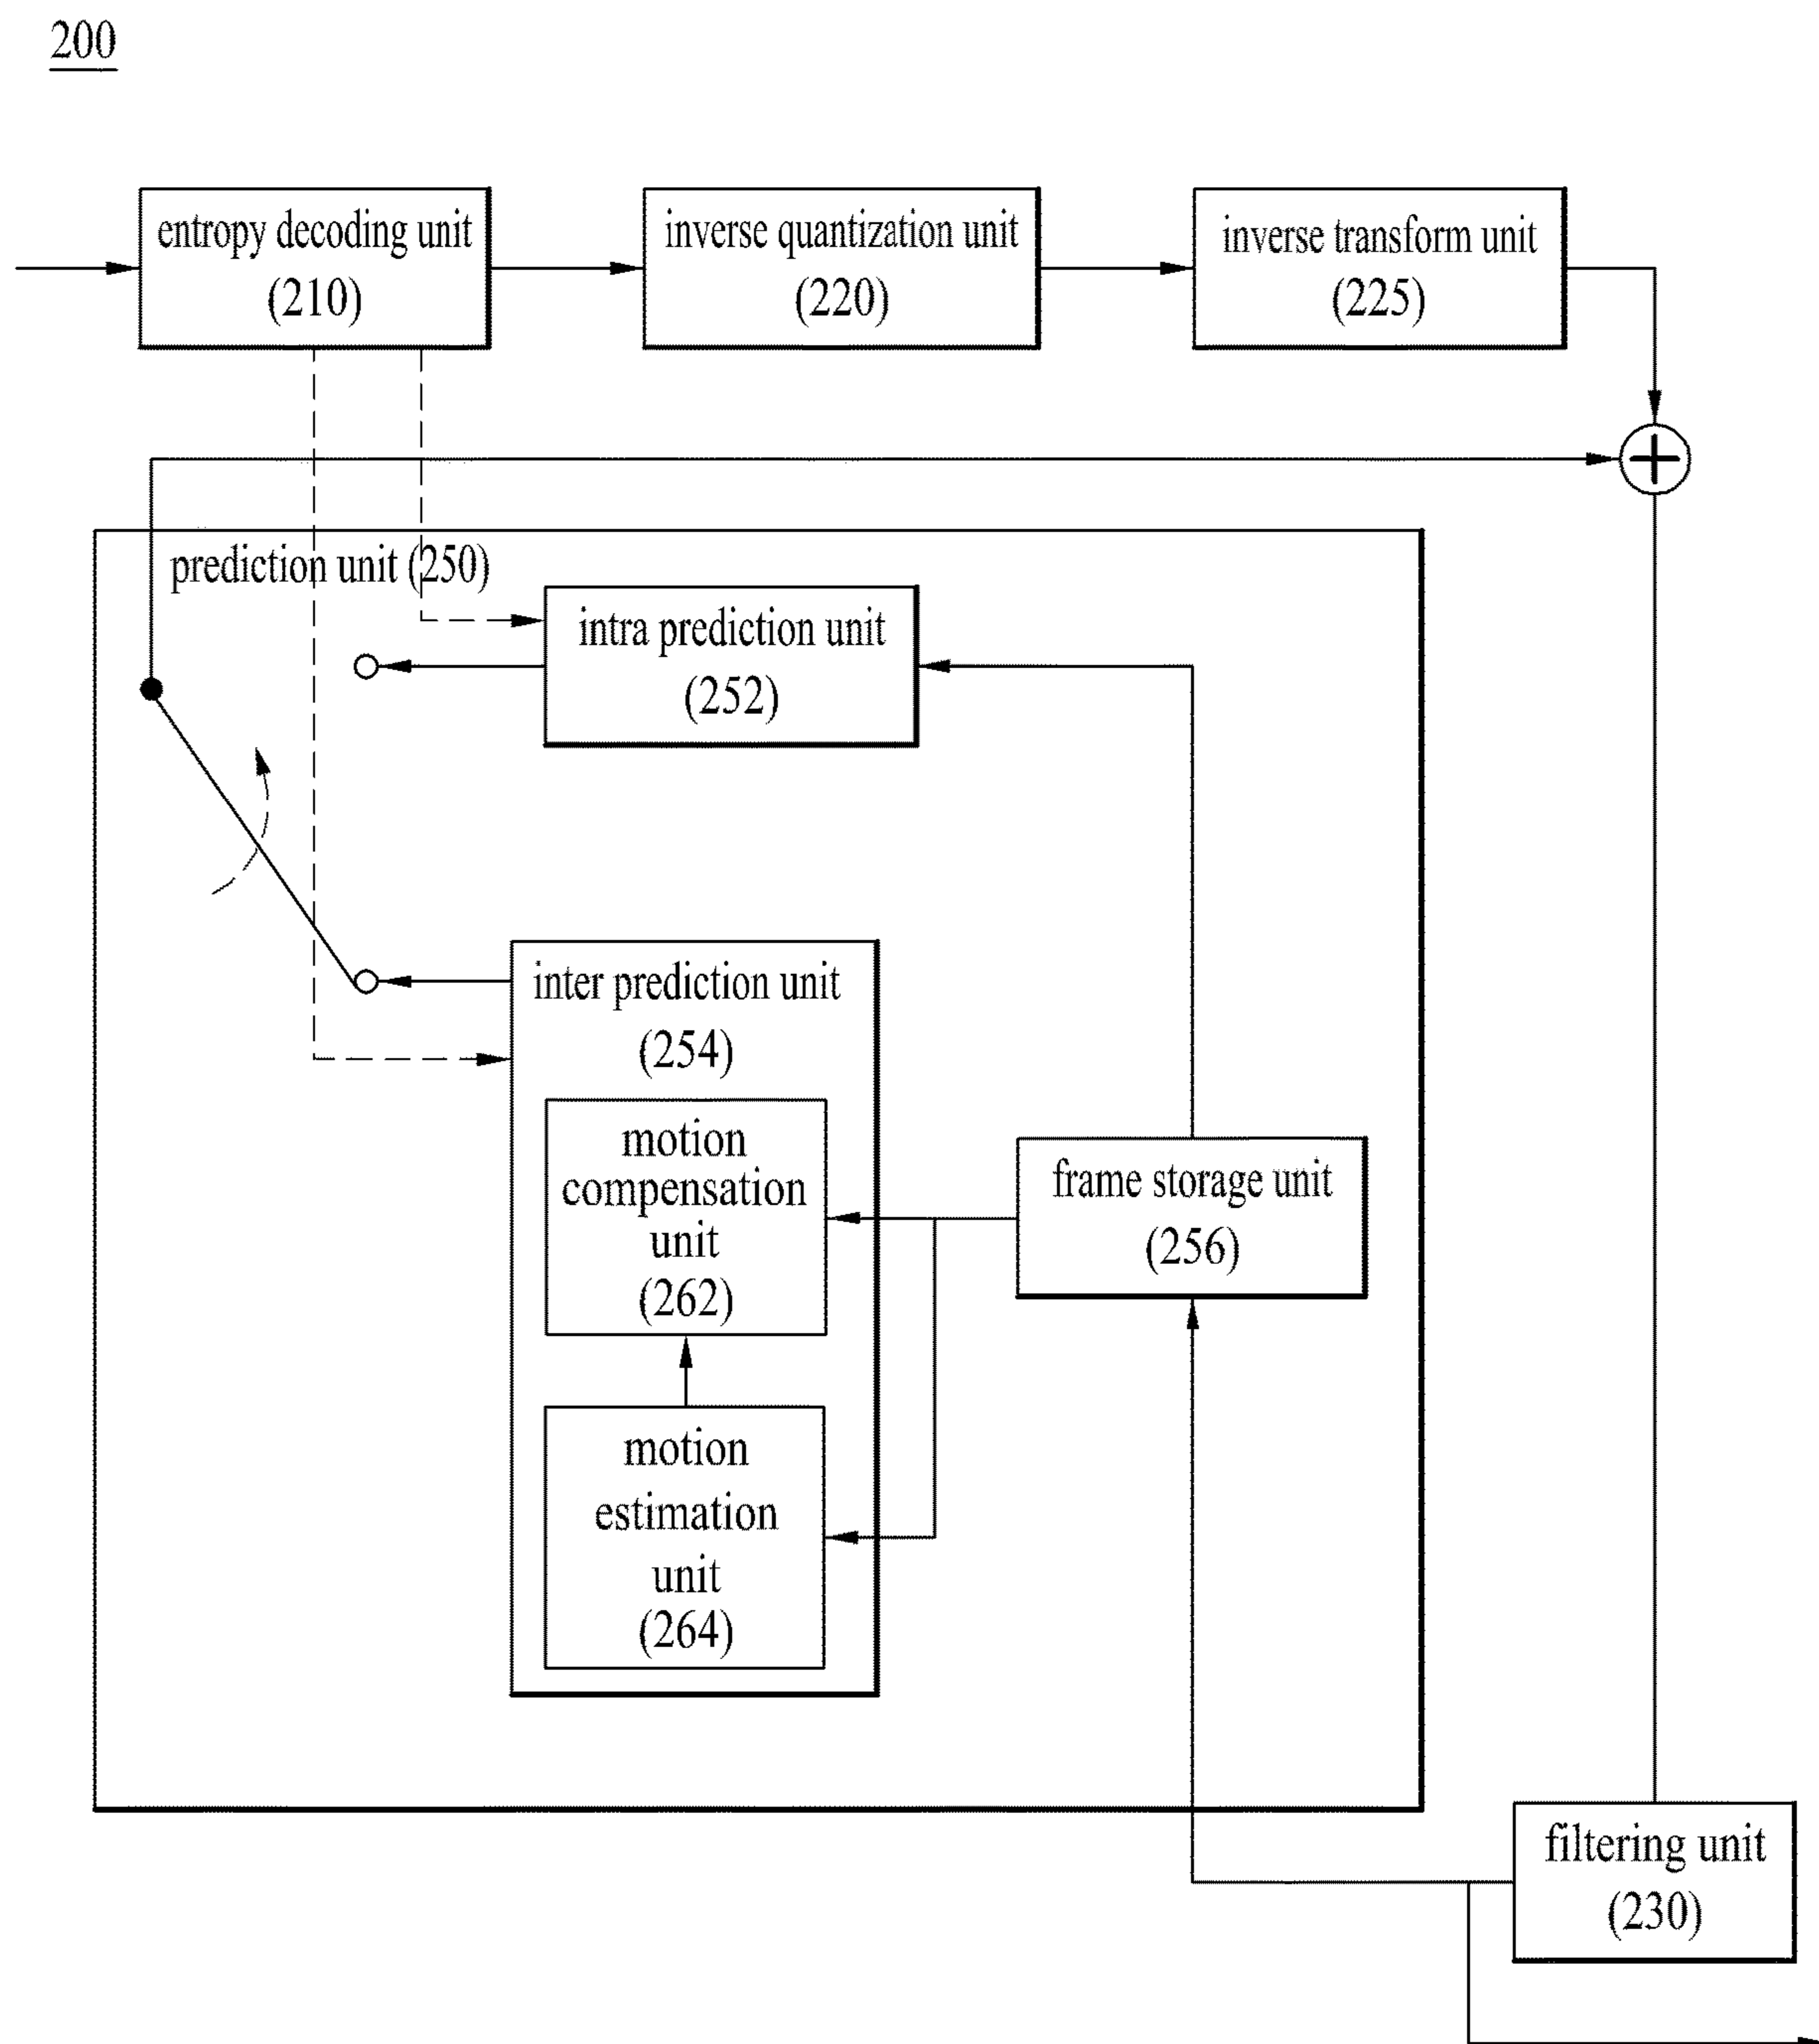 200
entropy decoding unit
(210)
inverse quantization unit
(220)
inverse transform unit
(225)
prediction unit (250)
intra prediction unit
(252)
inter prediction unit
(254)
motion
compensation
unit
(262)
frame storage unit
(256)
motion
estimation
unit
(264)
filtering unit
(230)